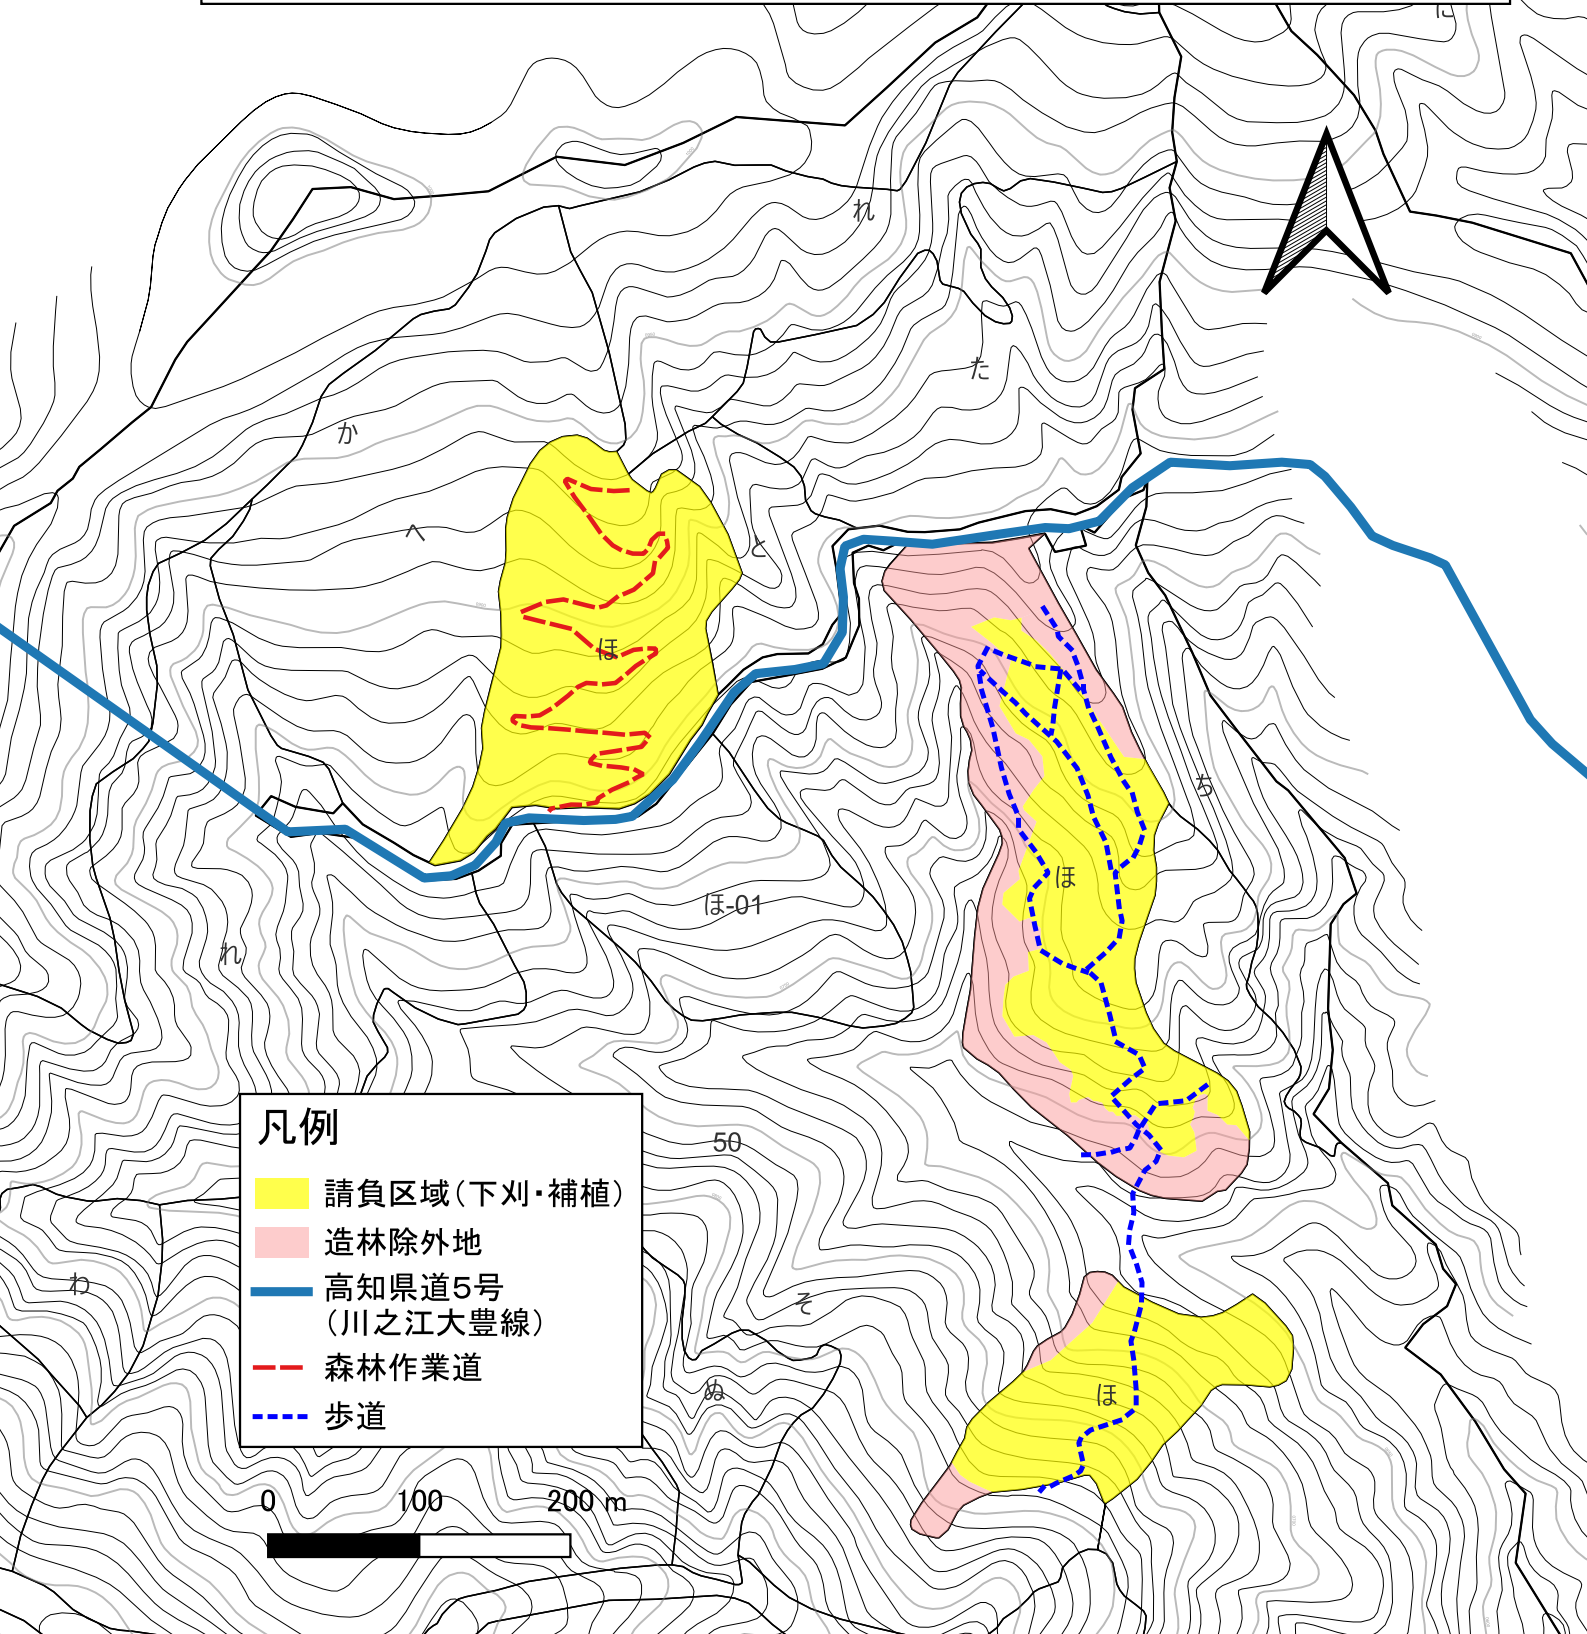 れ
た
か
へ
と
ほ
ち
ほ
ほ-01
れ
50
わ
そ
ほ
ぬ
凡例
請負区域(下刈・補植)
造林除外地
高知県道5号
(川之江大豊線)
森林作業道
歩道
0 100 200 m